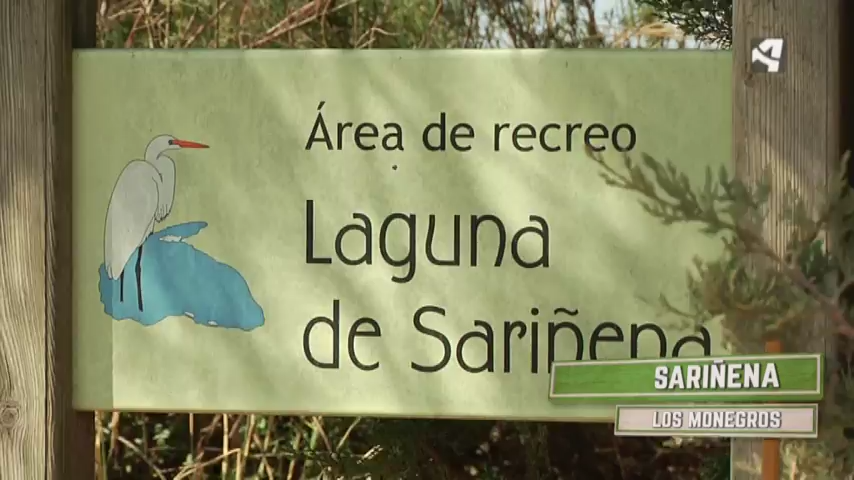 Área de recreo
Laguna
de Sariñena
SARIÑENA
LOS MONEGROS